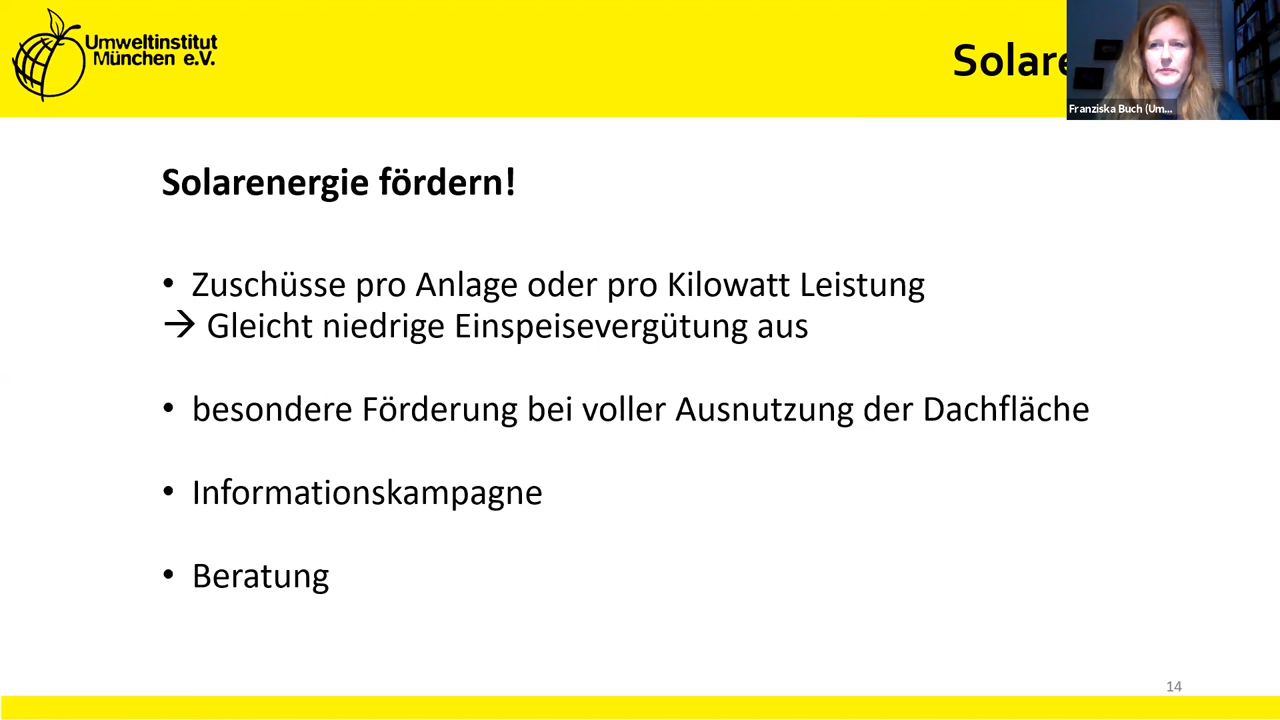 Umweltinstitut
München e.V.
Solare
Franziska Buch (Um...
Solarenergie fördern!
• Zuschüsse pro Anlage oder pro Kilowatt Leistung
→ Gleicht niedrige Einspeisevergütung aus
• besondere Förderung bei voller Ausnutzung der Dachfläche
• Informationskampagne
• Beratung
14